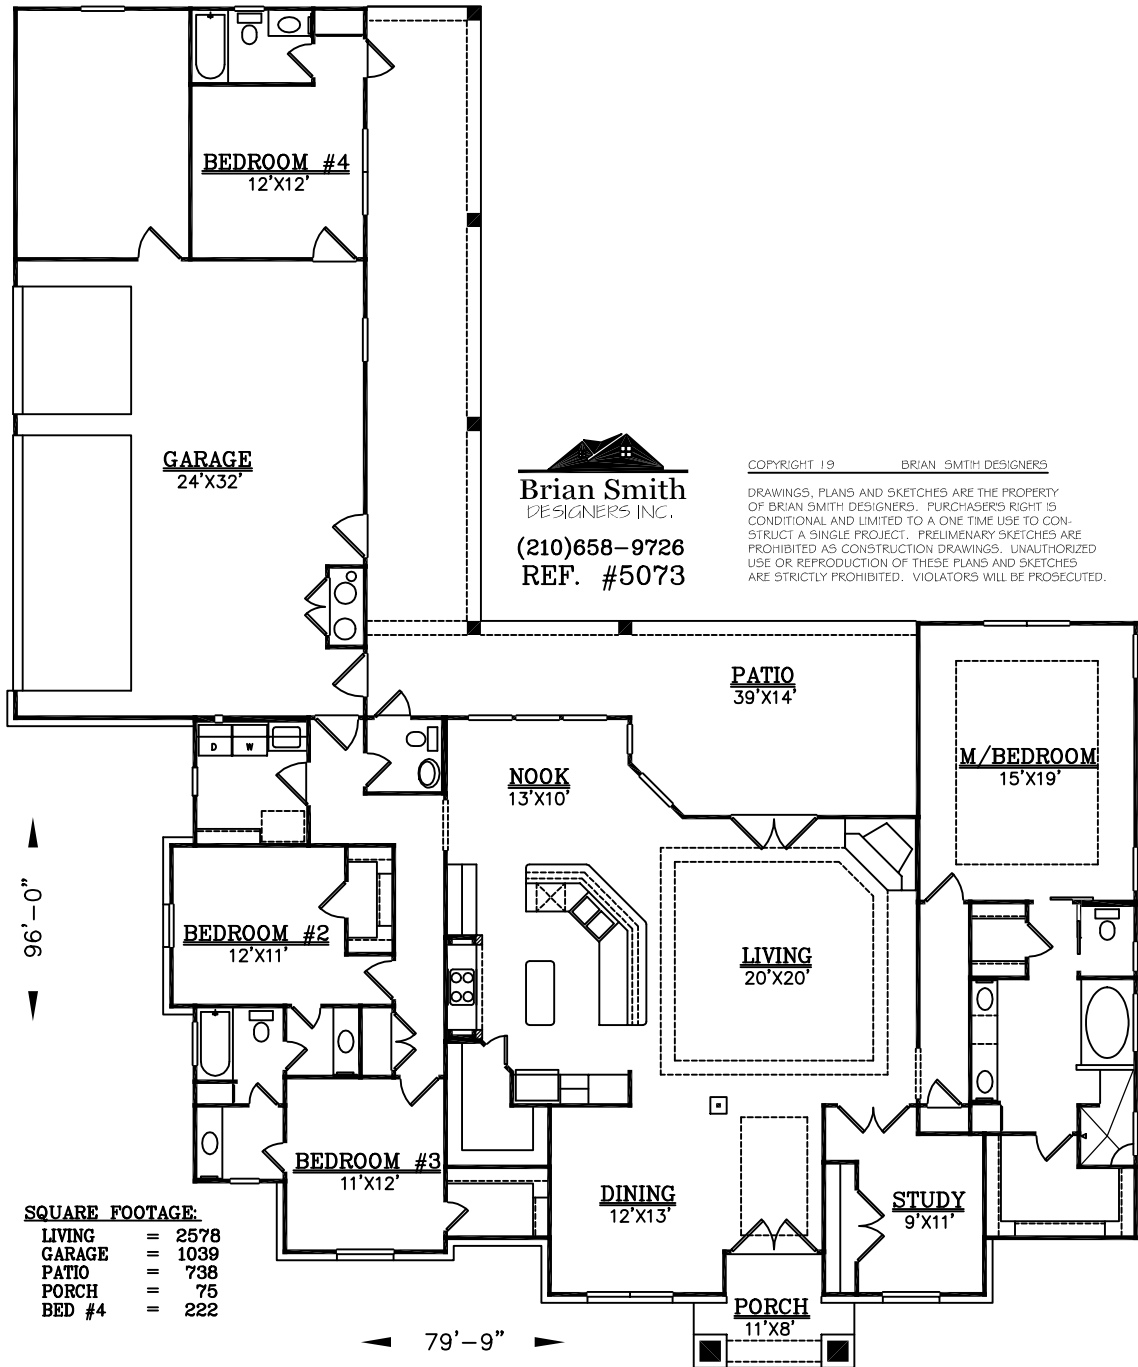 BEDROOM #4
12'X12'
GARAGE
24'X32'
Brian Smith
DESIGNERS INC.
(210)658-9726
REF. #5073
COPYRIGHT 19 BRIAN SMITH DESIGNERS
DRAWINGS, PLANS AND SKETCHES ARE THE PROPERTY
OF BRIAN SMITH DESIGNERS. PURCHASER'S RIGHT IS
CONDITIONAL AND LIMITED TO A ONE TIME USE TO CON-
STRUCT A SINGLE PROJECT. PRELIMENARY SKETCHES ARE
PROHIBITED AS CONSTRUCTION DRAWINGS. UNAUTHORIZED
USE OR REPRODUCTION OF THESE PLANS AND SKETCHES
ARE STRICTLY PROHIBITED. VIOLATORS WILL BE PROSECUTED.
PATIO
39'X14'
D W
NOOK
13'X10'
M/BEDROOM
15'X19'
96'-0"
BEDROOM #2
12'X11'
LIVING
20'X20'
BEDROOM #3
11'X12'
DINING
12'X13'
STUDY
9'X11'
SQUARE FOOTAGE:
LIVING = 2578
GARAGE = 1039
PATIO = 738
PORCH = 75
BED #4 = 222
PORCH
11'X8'
79'-9"